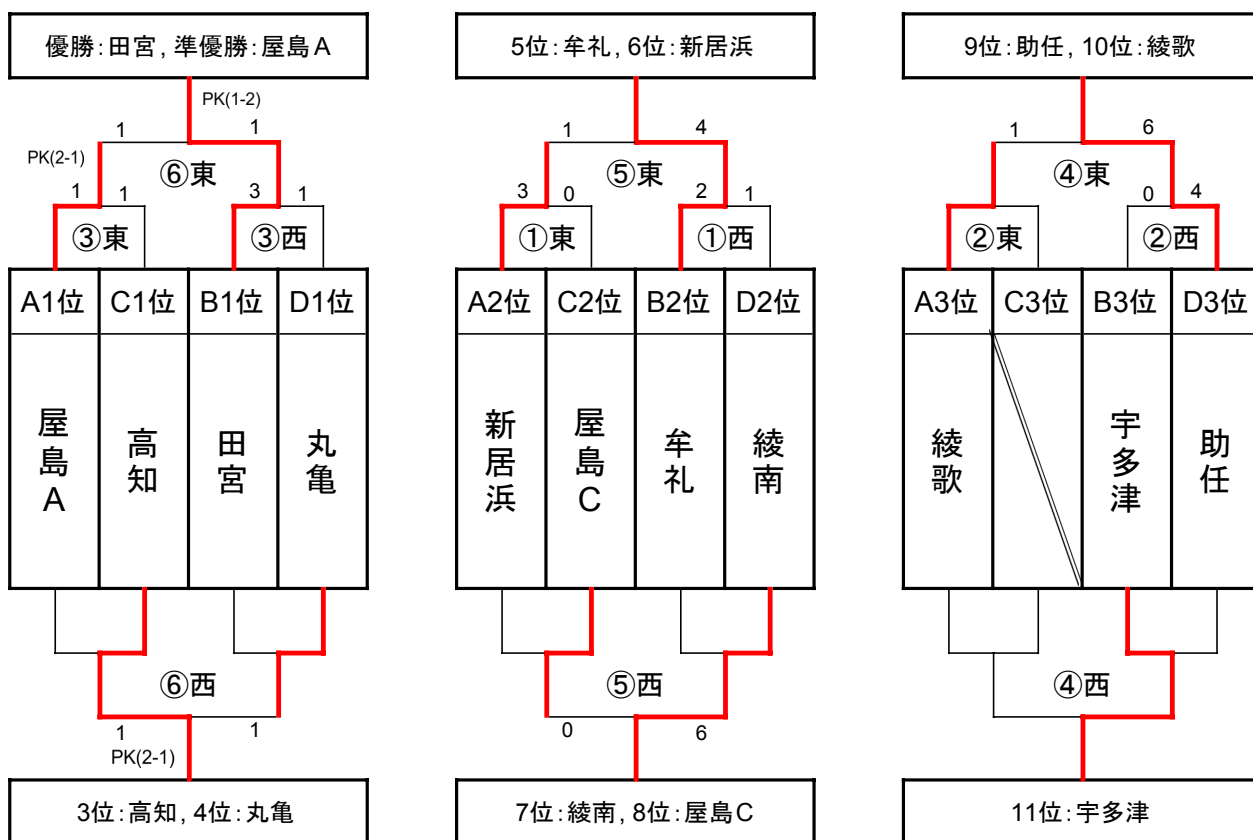 優勝:田宮, 準優勝:屋島A
5位:牟礼, 6位:新居浜
9位:助任, 10位:綾歌
PK(1-2)
1 1
1 4
1 6
PK(2-1)
⑥東
⑤東
④東
1 1 3 1
3 0 2 1
0 4
③東 ③西
①東 ①西
②東 ②西
A1位 C1位 B1位 D1位
A2位 C2位 B2位 D2位
A3位 C3位 B3位 D3位
屋島A
高知
田宮
丸亀
新居浜
屋島C
牟礼
綾南
綾歌
宇多津
助任
⑥西
⑤西
④西
1 1
0 6
PK(2-1)
3位:高知, 4位:丸亀
7位:綾南, 8位:屋島C
11位:宇多津